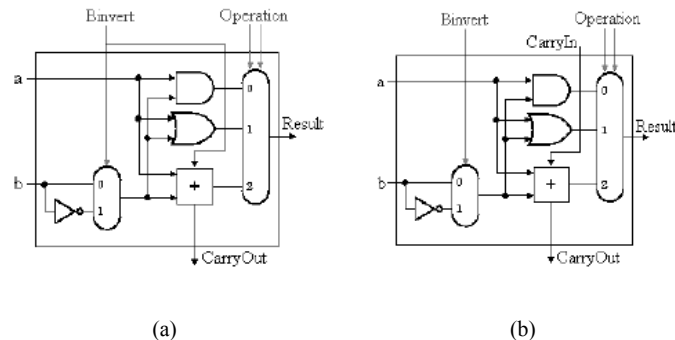 Binvert
Operation
a
0
1
Result
b
0
1
+
2
CarryOut
(a)
Binvert
Operation
CarryIn
a
0
1
Result
b
0
1
+
2
CarryOut
(b)